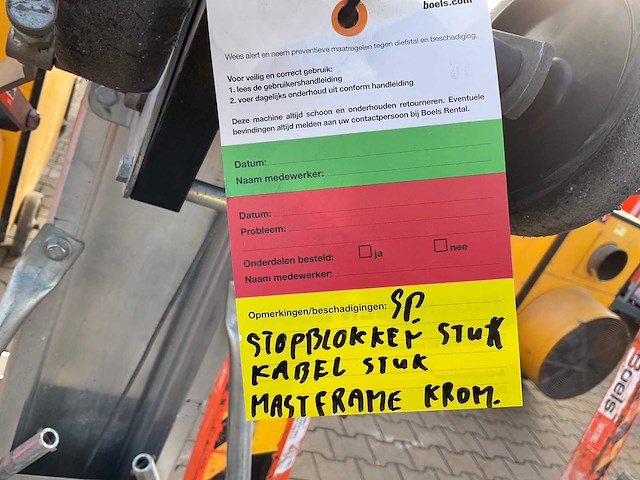 boels.com
Wees alert en neem preventieve maatregelen tegen diefstal en beschadiging.
Voor veilig en correct gebruik:
1. lees de gebruikershandleiding
2. voer dagelijks onderhoud uit conform handleiding
Deze machine altijd schoon en onderhouden retourneren. Eventuele
bevindingen altijd melden aan uw contactpersoon bij Boels Rental.
Datum:
Naam medewerker:
Datum:
Probleem:
Onderdelen besteld: ja nee
Naam medewerker:
Opmerkingen/beschadigingen: SP.
STOPBLOKKEY STUK
KABEL STUK
MASTFRAME KROM.
Boels